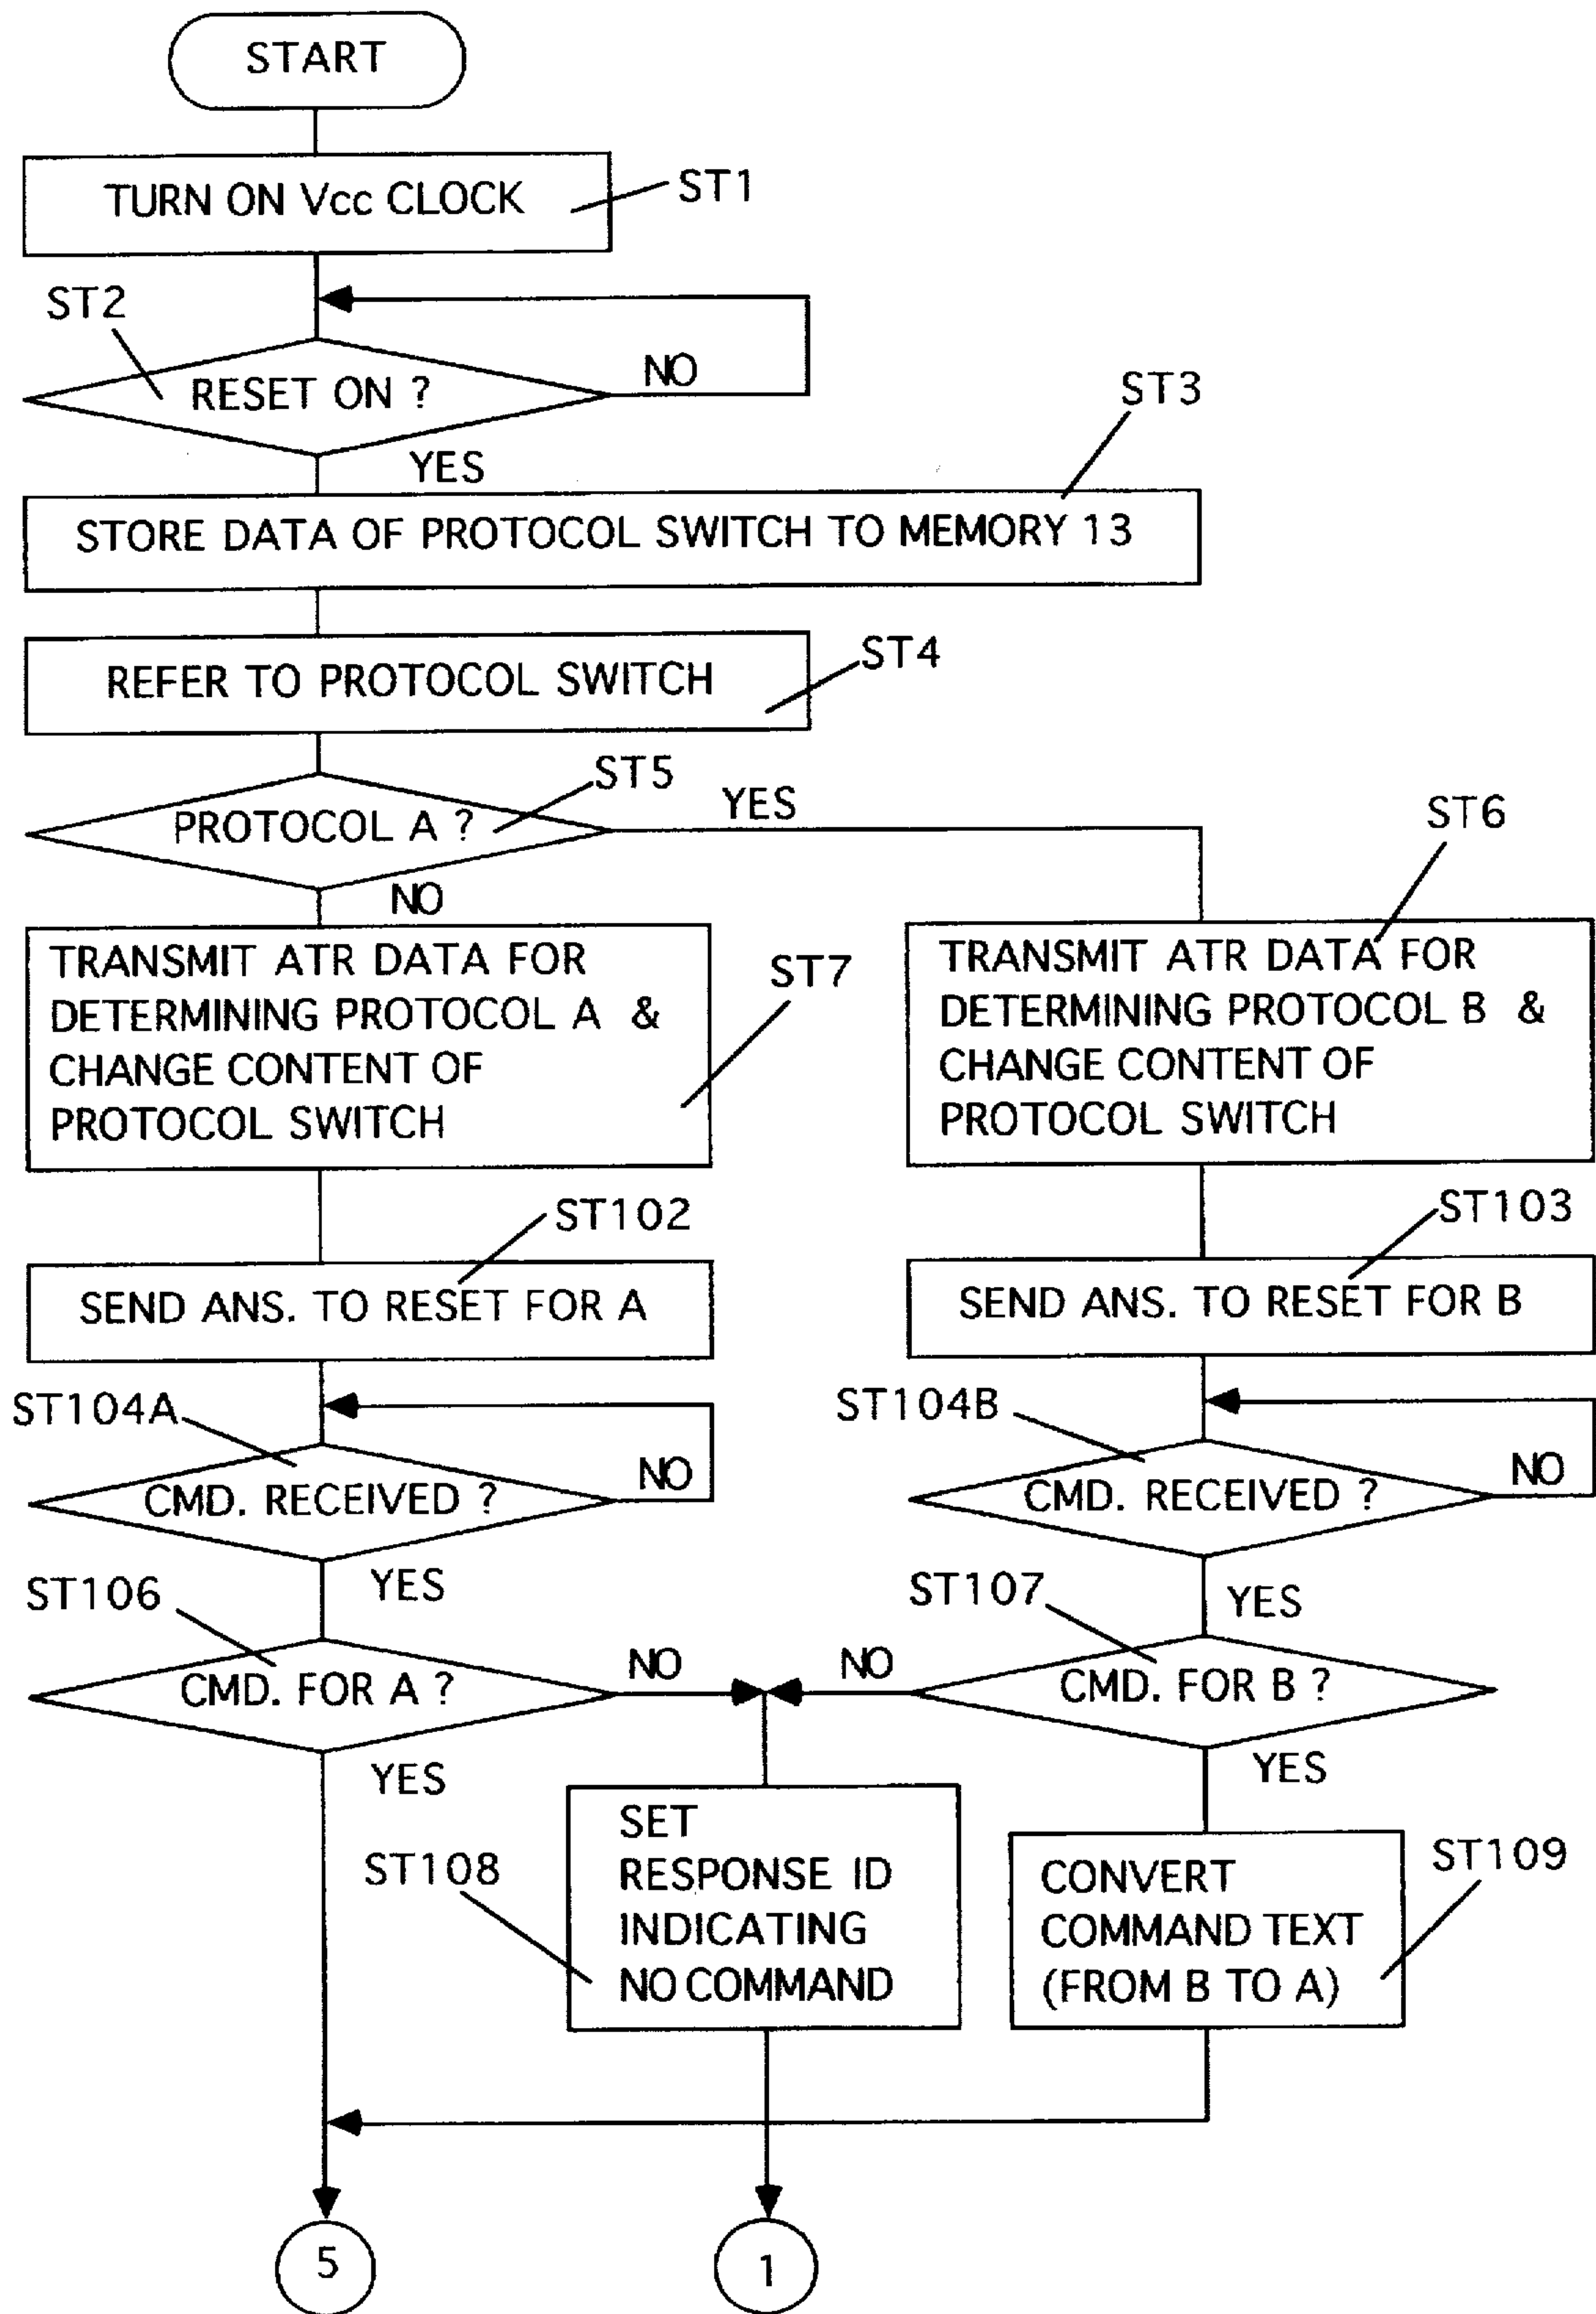 START
TURN ON Vcc CLOCK
ST1
ST2
RESET ON ?
NO
YES
ST3
STORE DATA OF PROTOCOL SWITCH TO MEMORY 13
REFER TO PROTOCOL SWITCH
ST4
PROTOCOL A ?
ST5
YES
NO
ST6
TRANSMIT ATR DATA FOR
DETERMINING PROTOCOL A &
CHANGE CONTENT OF
PROTOCOL SWITCH
ST7
TRANSMIT ATR DATA FOR
DETERMINING PROTOCOL B &
CHANGE CONTENT OF
PROTOCOL SWITCH
ST102
SEND ANS. TO RESET FOR A
ST103
SEND ANS. TO RESET FOR B
ST104A
CMD. RECEIVED ?
NO
YES
ST104B
CMD. RECEIVED ?
NO
YES
ST106
CMD. FOR A ?
NO
YES
ST107
NO
CMD. FOR B ?
YES
ST108
SET
RESPONSE ID
INDICATING
NO COMMAND
CONVERT
COMMAND TEXT
(FROM B TO A)
ST109
5
1